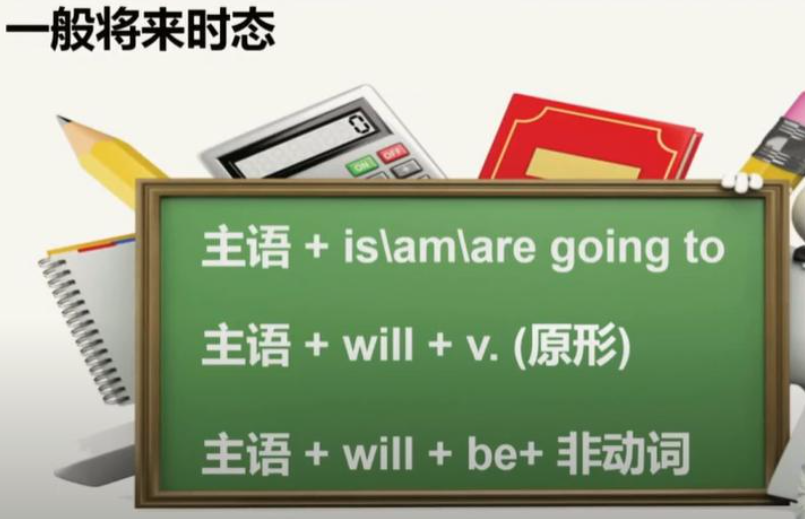 一般将来时态
0
ON OFF
主语 + is\am\are going to
主语 + will + v. (原形)
主语 + will + be+ 非动词